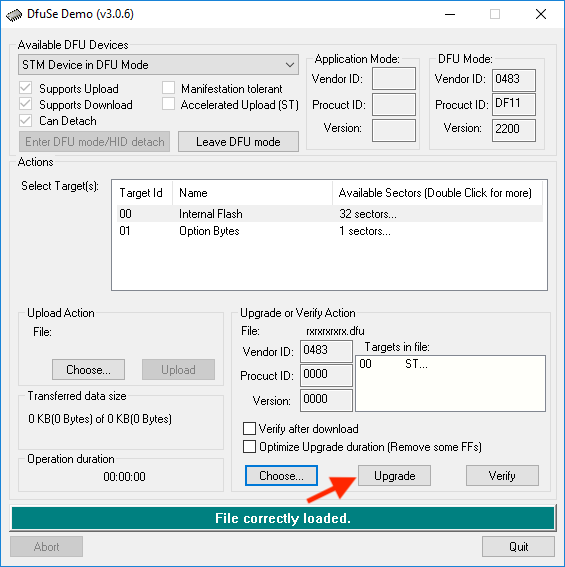 DfuSe Demo (v3.0.6)
Available DFU Devices
STM Device in DFU Mode
Supports Upload
Manifestation tolerant
Supports Download
Accelerated Upload (ST)
Can Detach
Enter DFU mode/HID detach
Leave DFU mode
Application Mode:
Vendor ID:
Procuct ID:
Version:
DFU Mode:
Vendor ID: 0483
Procuct ID: DF11
Version: 2200
Actions
Select Target(s):
Target Id Name Available Sectors (Double Click for more)
00 Internal Flash 32 sectors...
01 Option Bytes 1 sectors...
Upload Action
File:
Choose... Upload
Transferred data size
0 KB(0 Bytes) of 0 KB(0 Bytes)
Operation duration
00:00:00
Upgrade or Verify Action
File: rxrxrxrxrx.dfu
Vendor ID: 0483
Procuct ID: 0000
Version: 0000
Targets in file:
00 ST...
Verify after download
Optimize Upgrade duration (Remove some FFs)
Choose... Upgrade Verify
File correctly loaded.
Abort Quit